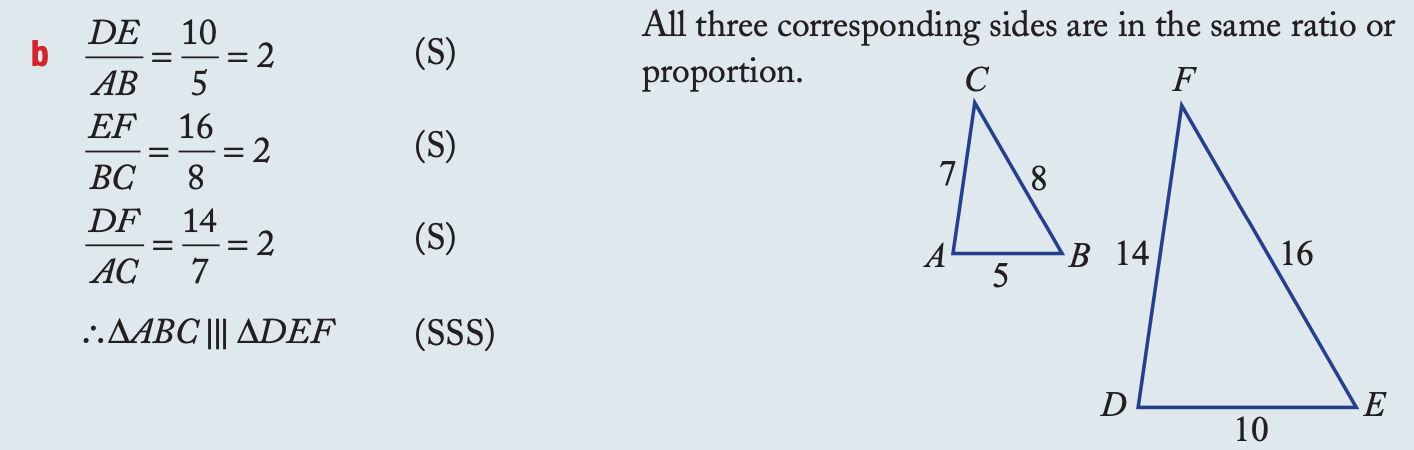 b DE/AB = 10/5 = 2 (S)
EF/BC = 16/8 = 2 (S)
DF/AC = 14/7 = 2 (S)
∴ΔABC ||| ΔDEF (SSS)
All three corresponding sides are in the same ratio or
proportion.
C
7
8
A
B
5
F
14
16
D
E
10